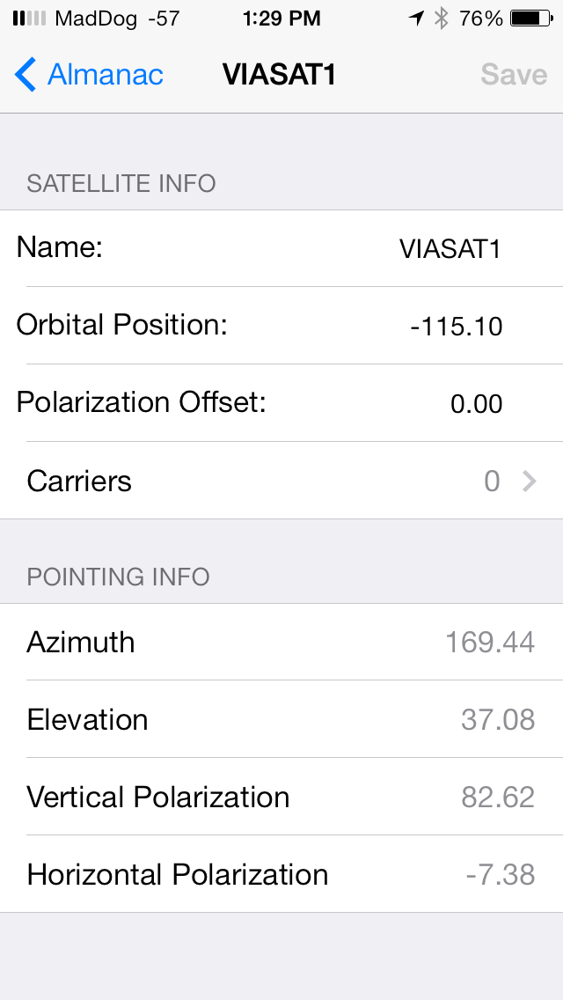 MadDog -57 1:29 PM 76%
Almanac VIASAT1 Save
SATELLITE INFO
Name: VIASAT1
Orbital Position: -115.10
Polarization Offset: 0.00
Carriers 0
POINTING INFO
Azimuth 169.44
Elevation 37.08
Vertical Polarization 82.62
Horizontal Polarization -7.38